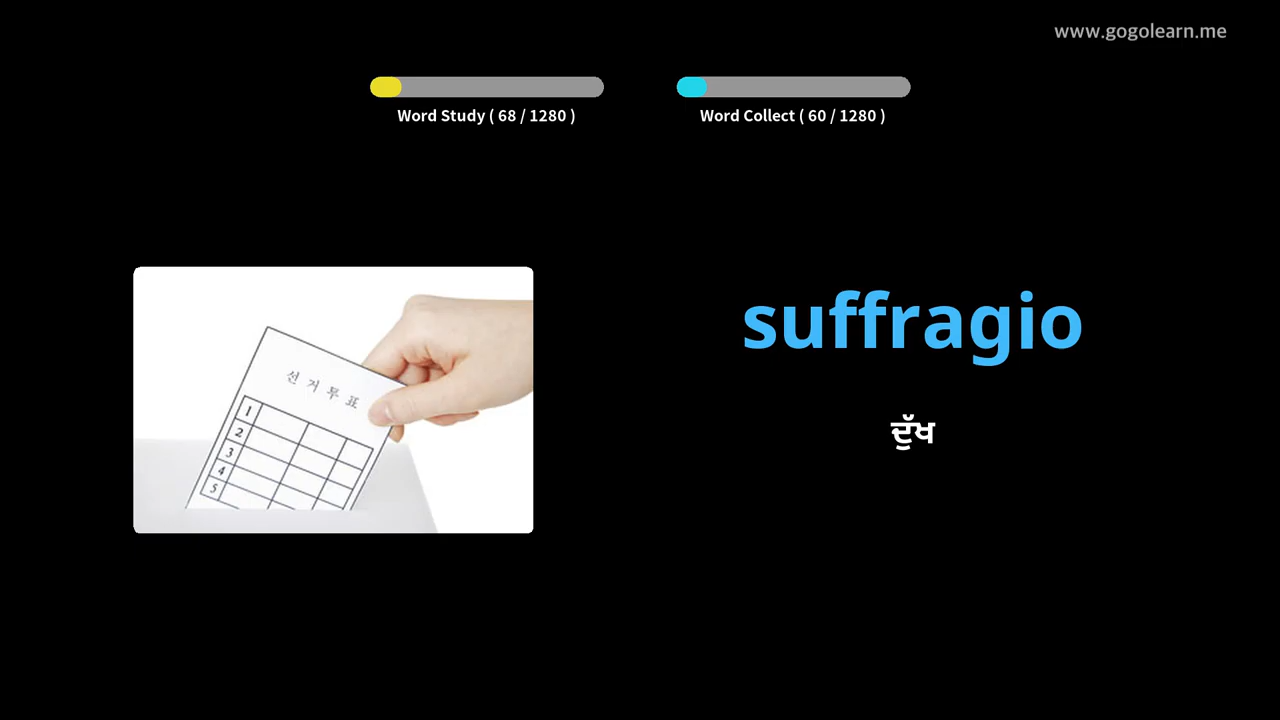 www.gogolearn.me
Word Study ( 68 / 1280 )
Word Collect ( 60 / 1280 )
선거투표
1
2
3
4
5
suffragio
ਦੁੱਖ